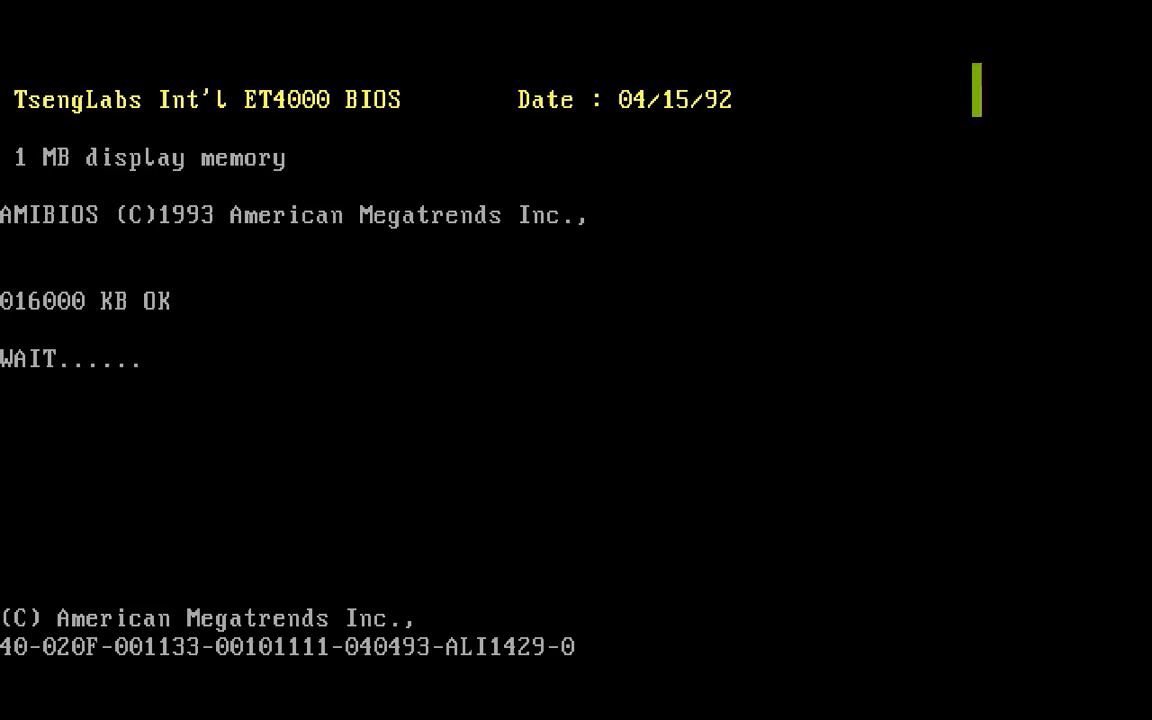 TsengLabs Int'l ET4000 BIOS        Date : 04/15/92
1 MB display memory
AMIBIOS (C)1993 American Megatrends Inc.,
016000 KB OK
WAIT......
(C) American Megatrends Inc.,
40-020F-001133-00101111-040493-ALI1429-0